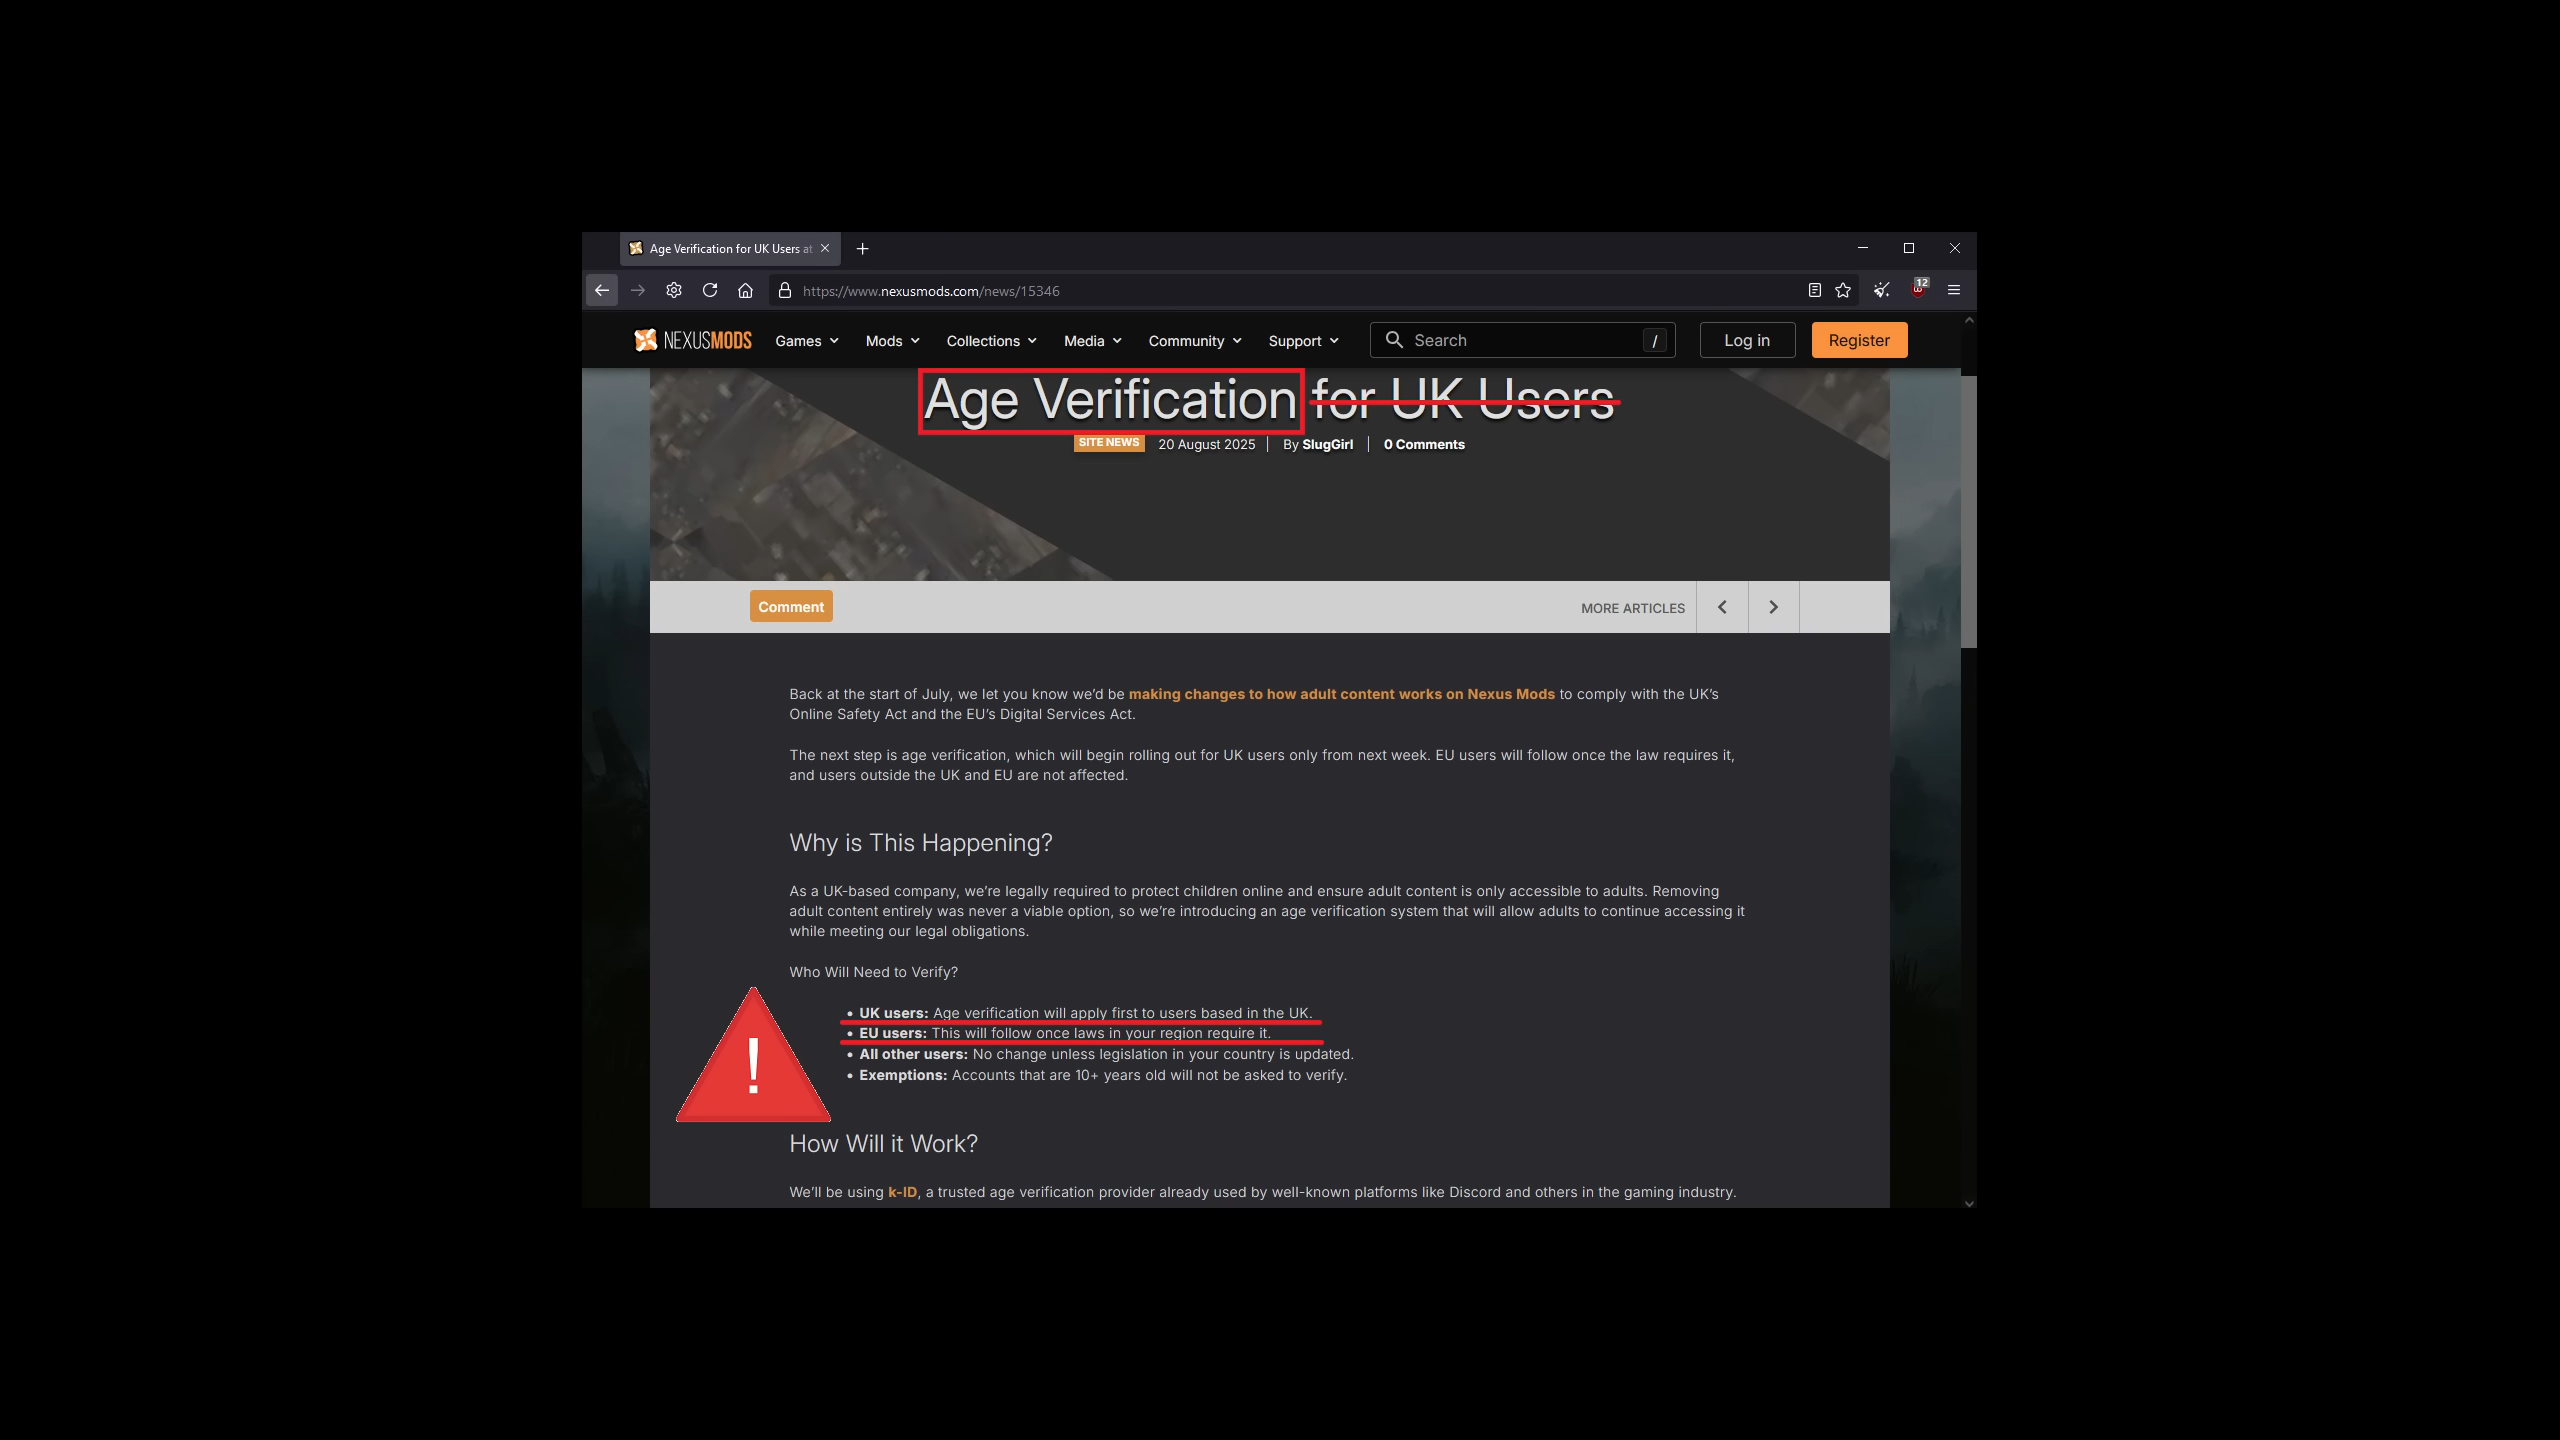 Age Verification for UK Users at
https://www.nexusmods.com/news/15346
12
NEXUSMODS Games Mods Collections Media Community Support Search / Log in Register
Age Verification for UK Users
SITE NEWS 20 August 2025 | By SlugGirl | 0 Comments
Comment MORE ARTICLES
Back at the start of July, we let you know we'd be making changes to how adult content works on Nexus Mods to comply with the UK's
Online Safety Act and the EU's Digital Services Act.
The next step is age verification, which will begin rolling out for UK users only from next week. EU users will follow once the law requires it,
and users outside the UK and EU are not affected.
Why is This Happening?
As a UK-based company, we're legally required to protect children online and ensure adult content is only accessible to adults. Removing
adult content entirely was never a viable option, so we're introducing an age verification system that will allow adults to continue accessing it
while meeting our legal obligations.
Who Will Need to Verify?
• UK users: Age verification will apply first to users based in the UK.
• EU users: This will follow once laws in your region require it.
• All other users: No change unless legislation in your country is updated.
• Exemptions: Accounts that are 10+ years old will not be asked to verify.
!
How Will it Work?
We'll be using k-ID, a trusted age verification provider already used by well-known platforms like Discord and others in the gaming industry.